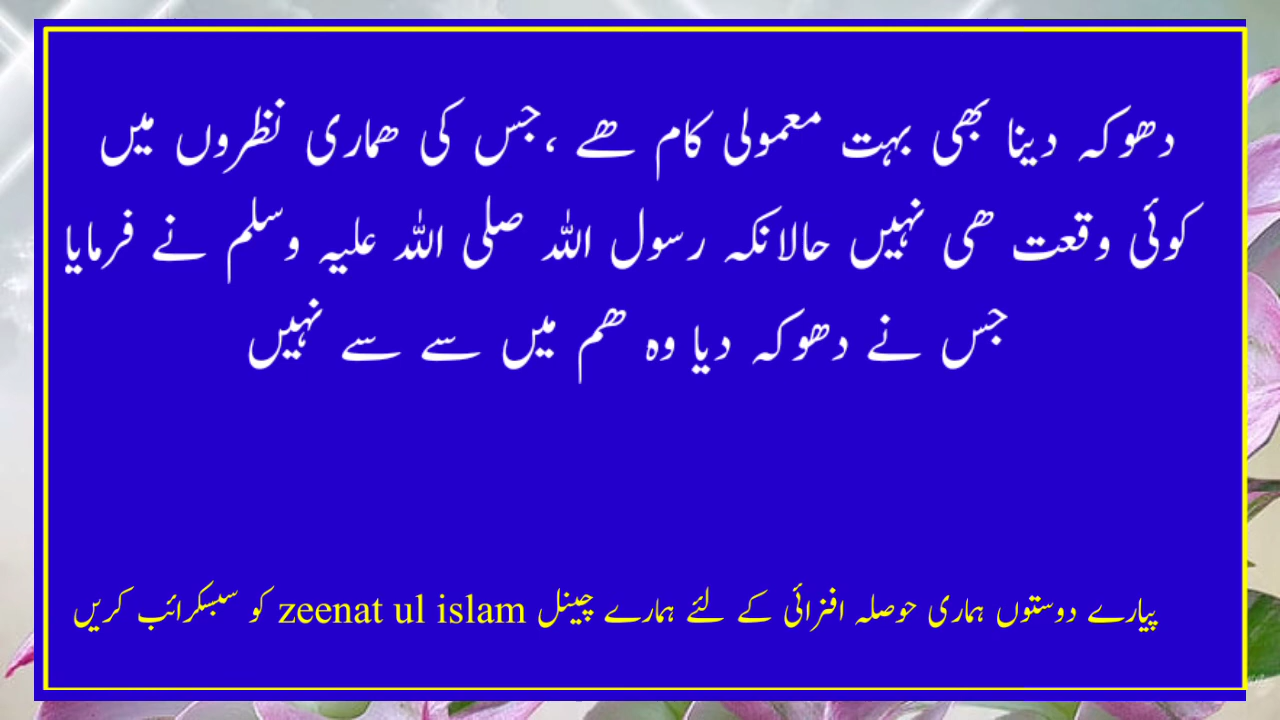 دھوکہ دینا بھی بہت معمولی کام ھے ،جس کی ھماری نظروں میں
کوئی وقعت ھی نہیں حالانکہ رسول اللہ صلی اللہ علیہ وسلم نے فرمایا
جس نے دھوکہ دیا وہ ھم میں سے سے نہیں
پیارے دوستوں ہماری حوصلہ افزائی کے لئے ہمارے چینل zeenat ul islam کو سبسکرائب کریں